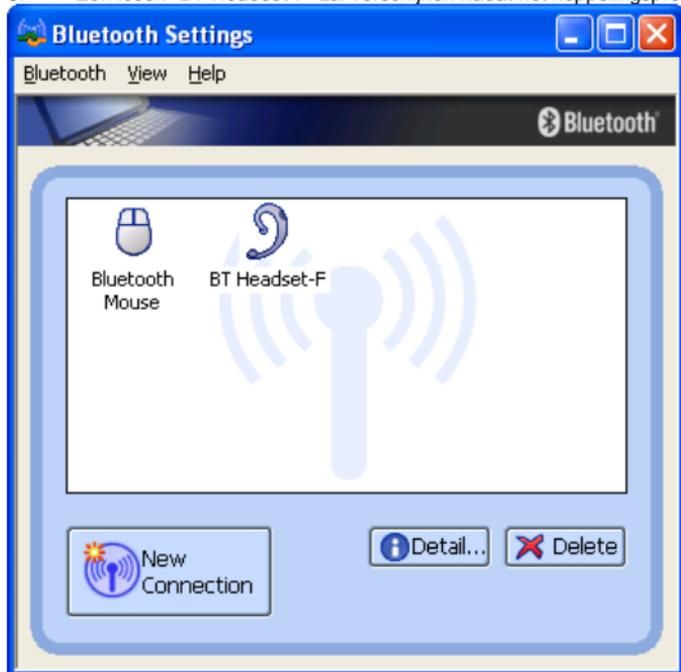 Bluetooth Settings
Bluetooth View Help
Bluetooth
Bluetooth
Mouse
BT Headset-F
New
Connection
Detail...
Delete